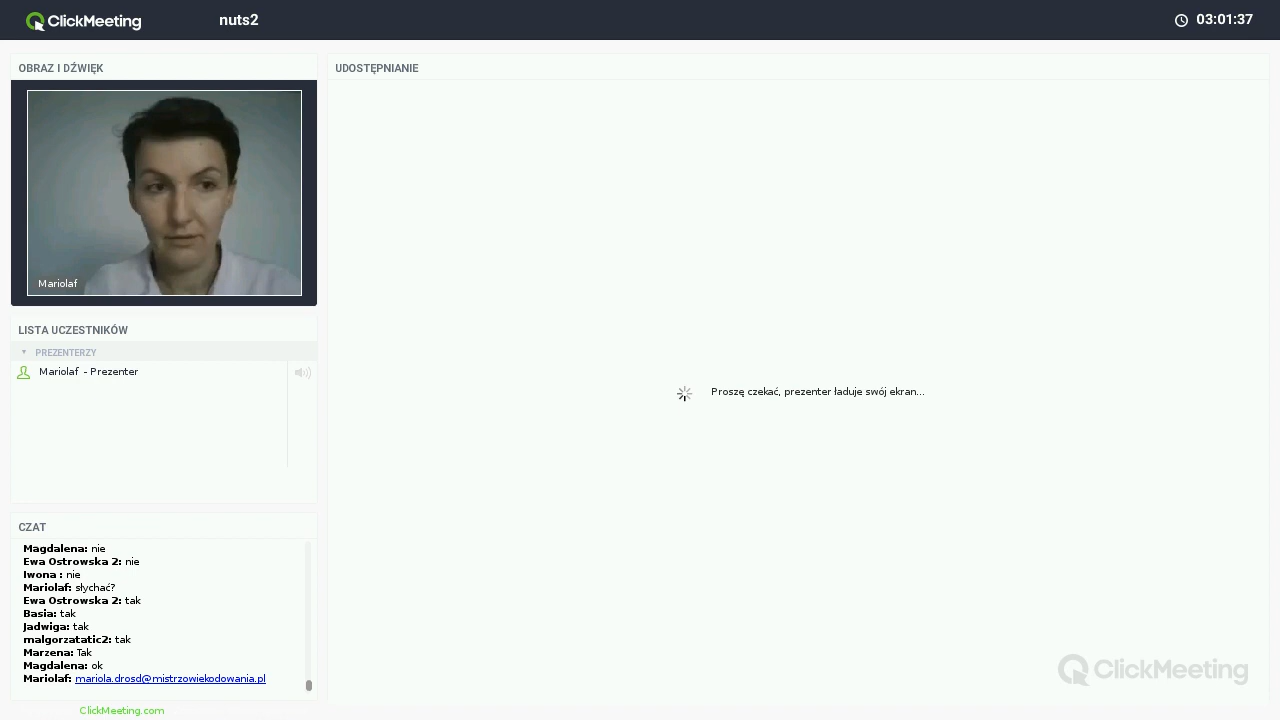 ClickMeeting
nuts2
03:01:37
OBRAZ I DŹWIĘK
Mariolaf
LISTA UCZESTNIKÓW
PREZENTERZY
Mariolaf - Prezenter
CZAT
Magdalena: nie
Ewa Ostrowska 2: nie
Iwona : nie
Mariolaf: słychać?
Ewa Ostrowska 2: tak
Basia: tak
Jadwiga: tak
malgorzatatic2: tak
Marzena: Tak
Magdalena: ok
Mariolaf: mariola.drosd@mistrzowiekodowania.pl
ClickMeeting.com
UDOSTĘPNIANIE
Proszę czekać, prezenter ładuje swój ekran...
ClickMeeting